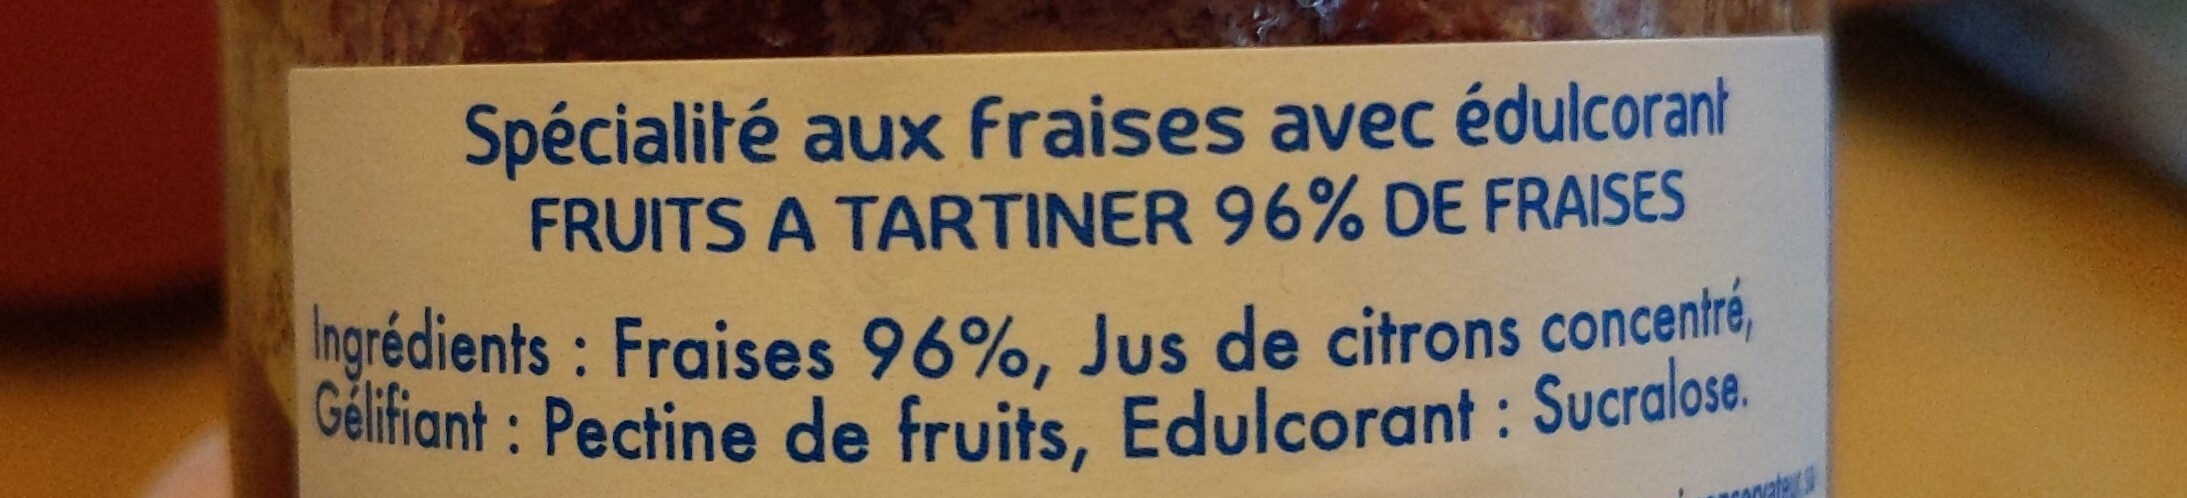 Spécialité aux fraises avec édulcorant
FRUITS A TARTINER 96% DE FRAISES
Ingrédients : Fraises 96%, Jus de citrons concentré,
Gélifiant : Pectine de fruits, Edulcorant : Sucralose.